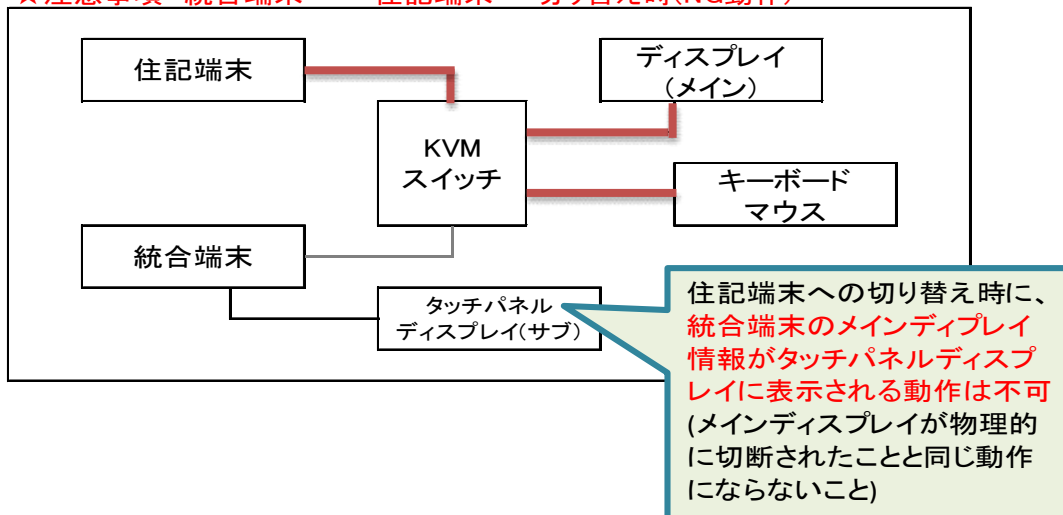 住記端末
ディスプレイ
(メイン)
KVM
スイッチ
キーボード
マウス
統合端末
タッチパネル
ディスプレイ(サブ)
住記端末への切り替え時に、
統合端末のメインディプレイ
情報がタッチパネルディスプ
レイに表示される動作は不可
(メインディスプレイが物理的
に切断されたことと同じ動作
にならないこと)